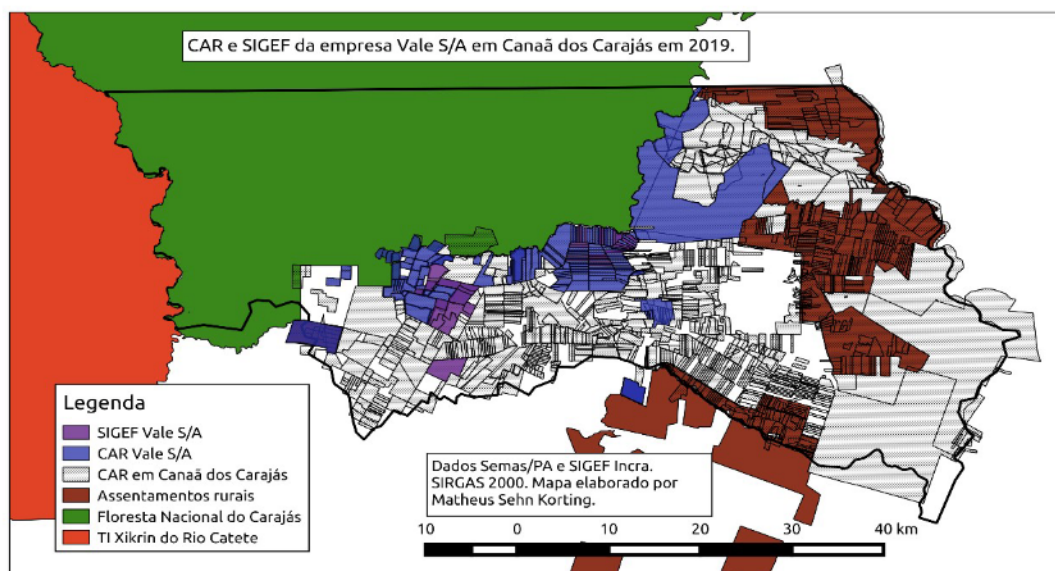 CAR e SIGEF da empresa Vale S/A em Canaã dos Carajás em 2019.
Legenda
SIGEF Vale S/A
CAR Vale S/A
CAR em Canaã dos Carajás
Assentamentos rurais
Floresta Nacional do Carajás
TI Xikrin do Rio Catete
Dados Semas/PA e SIGEF Incra.
SIRGAS 2000. Mapa elaborado por
Matheus Sehn Korting.
10 0 10 20 30 40 km